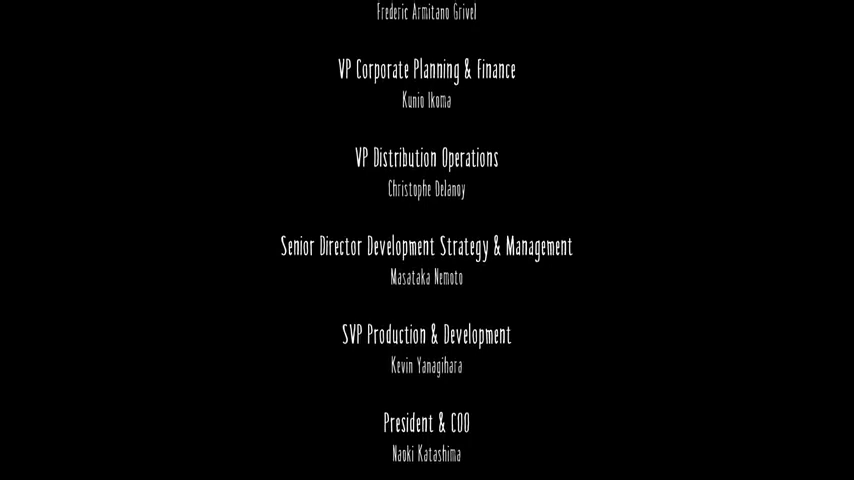 Frederic Armitano Grivel
VP Corporate Planning & Finance
Kunio Ikoma
VP Distribution Operations
Christophe Delanoy
Senior Director Development Strategy & Management
Masataka Nemoto
SVP Production & Development
Kevin Yanagihara
President & COO
Naoki Katashima